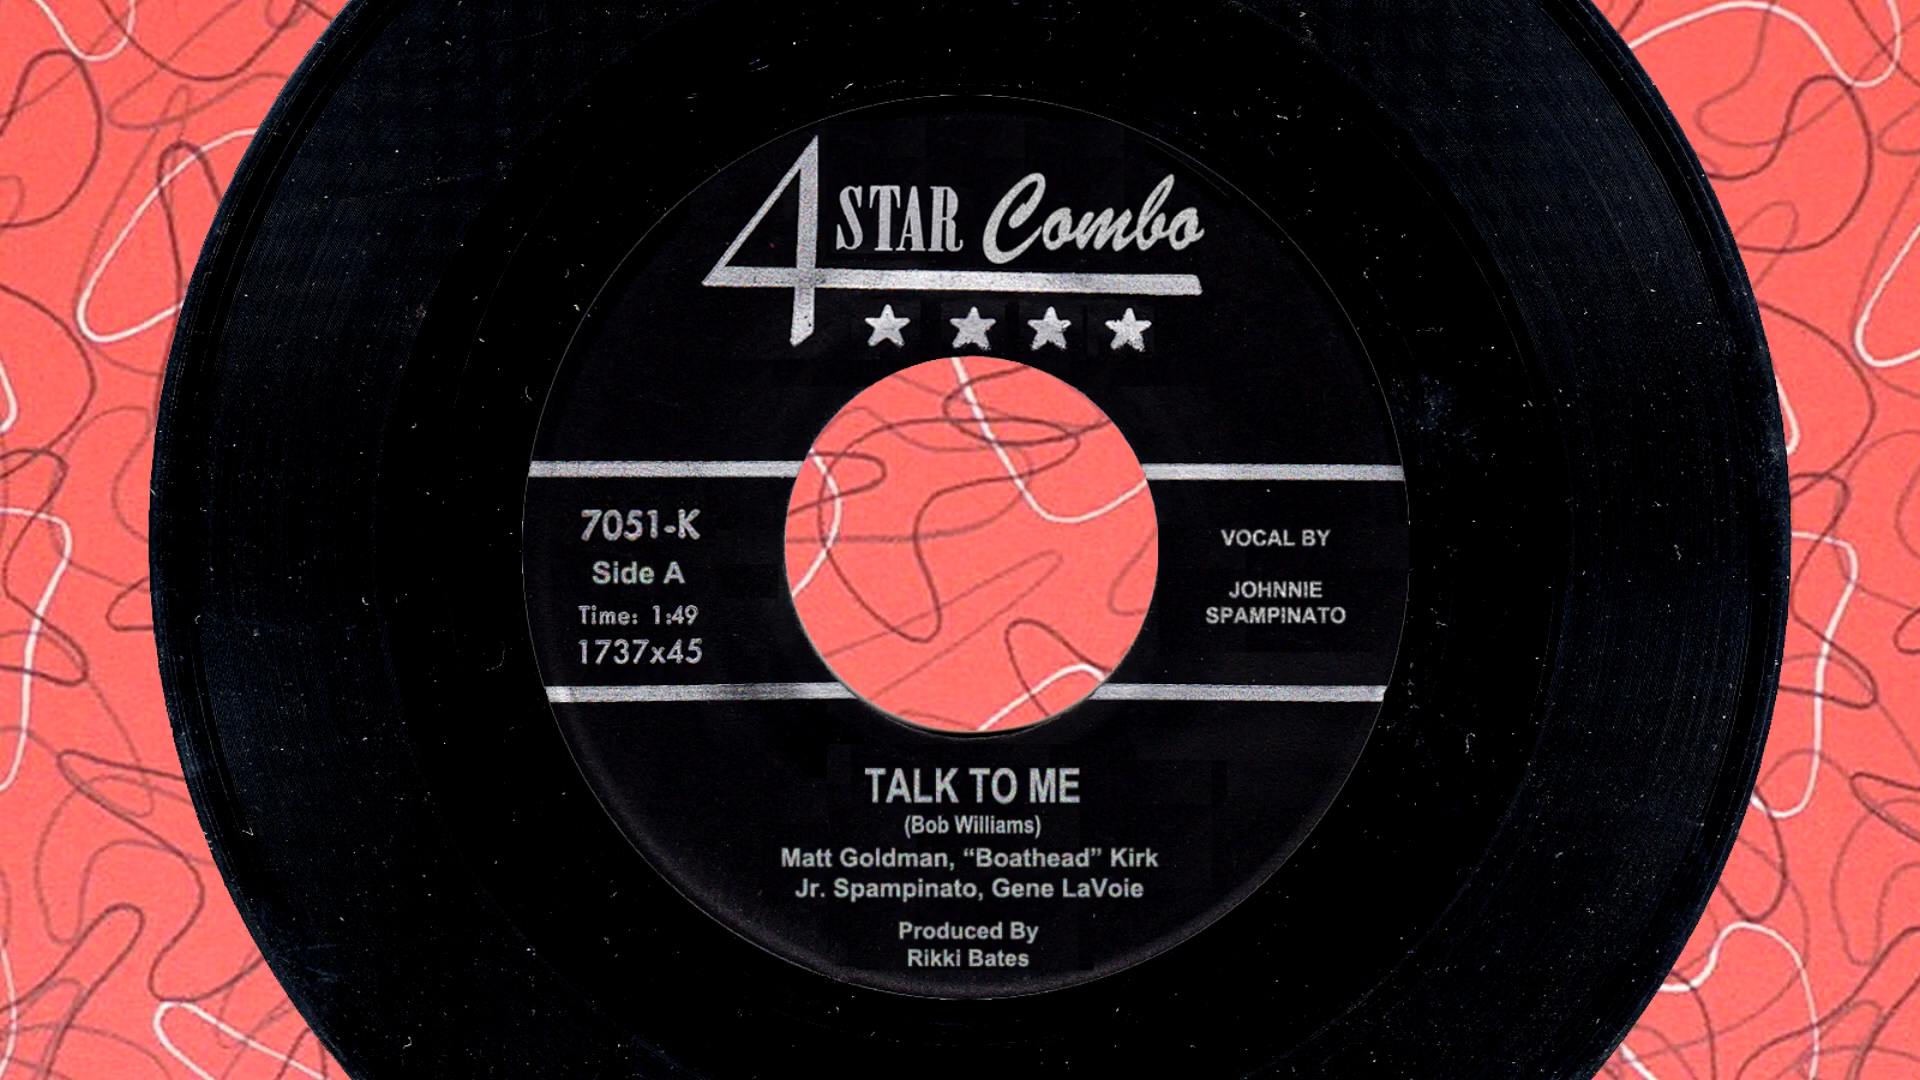 4 STAR Combo
7051-K
Side A
Time: 1:49
1737x45
VOCAL BY
JOHNNIE
SPAMPINATO
TALK TO ME
(Bob Williams)
Matt Goldman, “Boathead” Kirk
Jr. Spampinato, Gene LaVoie
Produced By
Rikki Bates